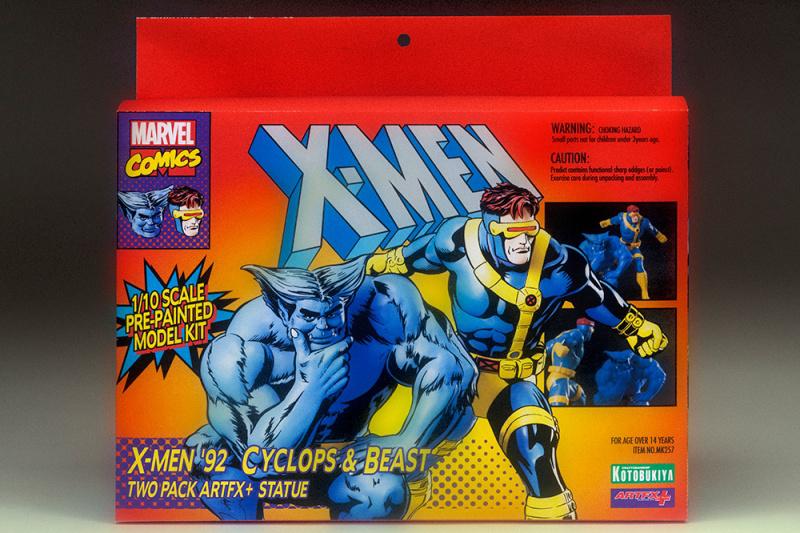 MARVEL
COMICS
X-MEN
WARNING: CHOKING HAZARD
Small parts not for children under 3years age.
CAUTION:
Product contains functional sharp eddges (or points).
Exercise care during unpacking and assembly.
1/10 SCALE
PRE-PAINTED
MODEL KIT
X-MEN '92 CYCLOPS & BEAST
TWO PACK ARTFX+ STATUE
FOR AGE OVER 14 YEARS
ITEM NO.MK257
KOTOBUKIYA
ARTFX+